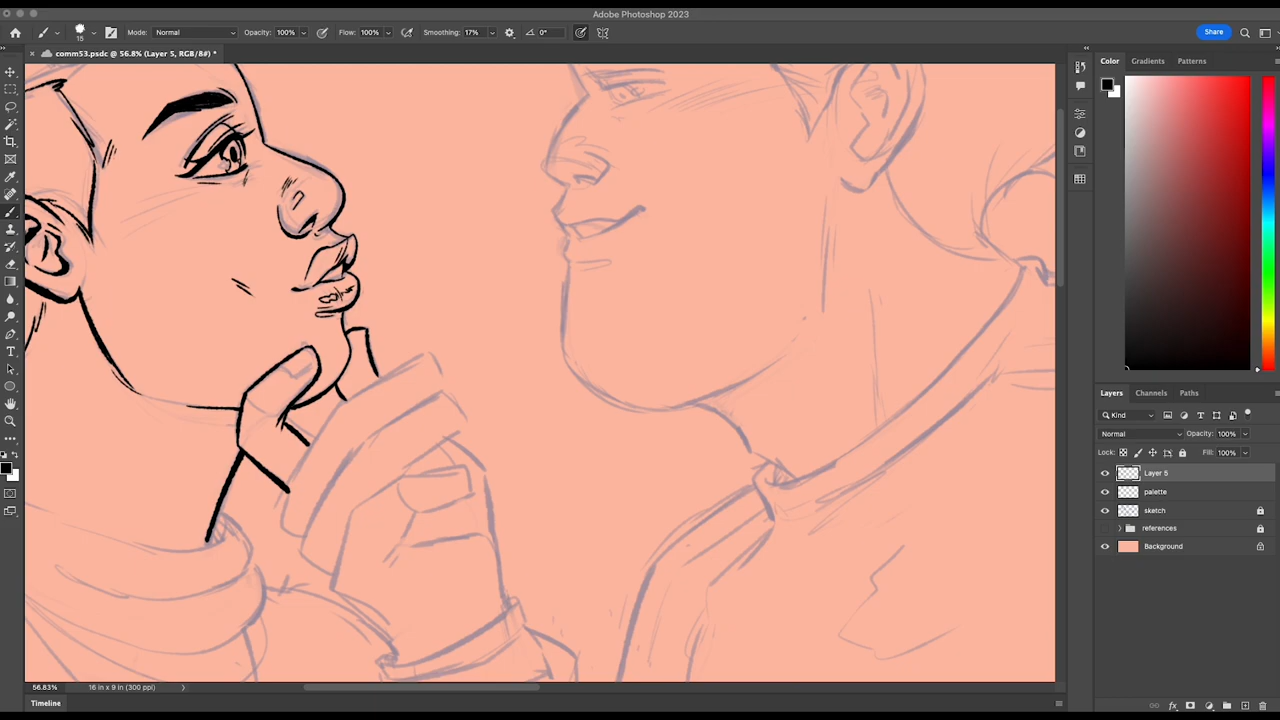 Adobe Photoshop 2023
15 Mode: Normal Opacity: 100% Flow: 100% Smoothing: 17% 0° Share
× comm53.psdc @ 56.8% (Layer 5, RGB/8#) *
Color Gradients Patterns
Layers Channels Paths
Kind
Normal Opacity: 100%
Lock: Fill: 100%
Layer 5
palette
sketch
references
Background
56.83% 16 in x 9 in (300 ppi)
Timeline